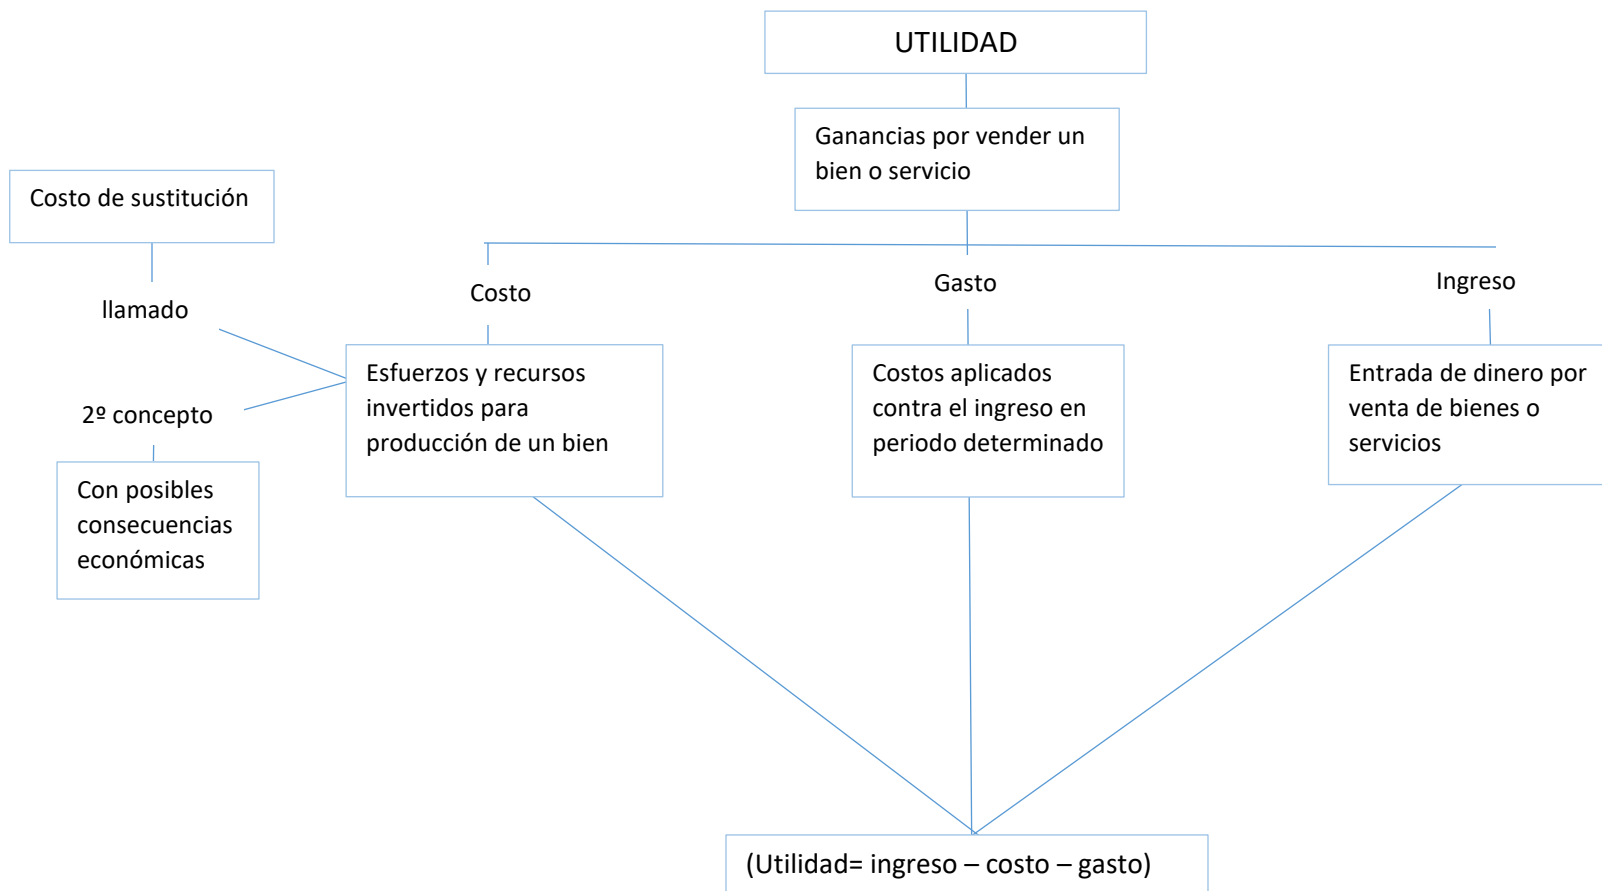 UTILIDAD
Ganancias por vender un
bien o servicio
Costo de sustitución
llamado
Costo
Gasto
Ingreso
2º concepto
Con posibles
consecuencias
económicas
Esfuerzos y recursos
invertidos para
producción de un bien
Costos aplicados
contra el ingreso en
periodo determinado
Entrada de dinero por
venta de bienes o
servicios
(Utilidad= ingreso – costo – gasto)